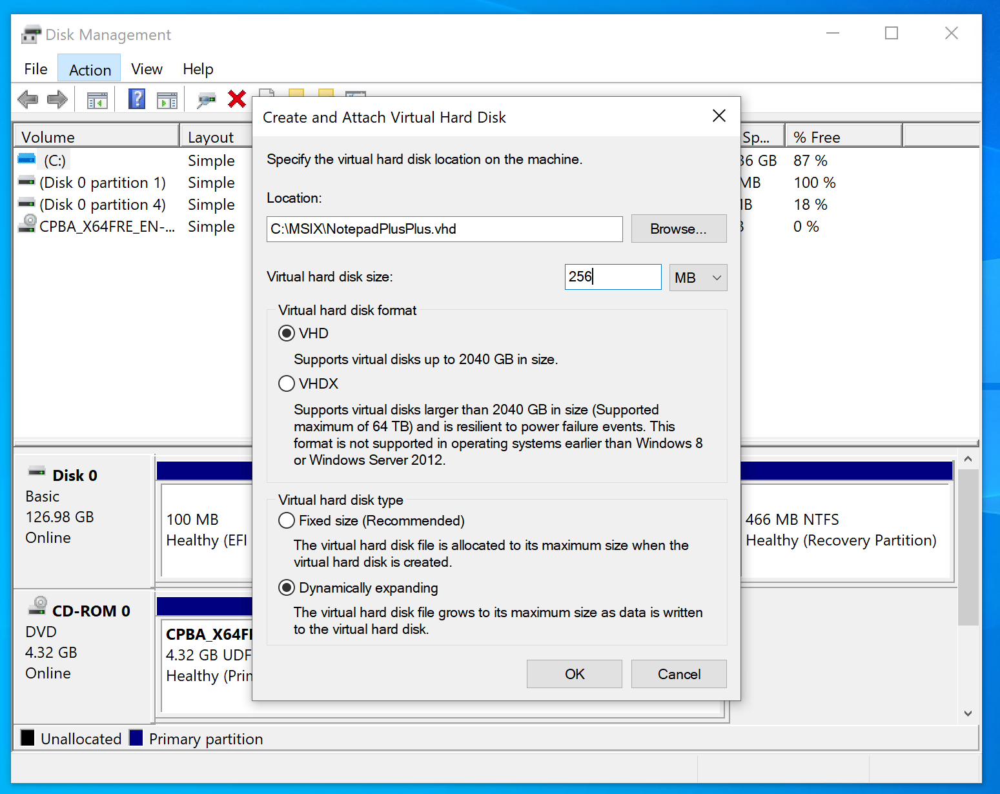 Disk Management
File Action View Help
Create and Attach Virtual Hard Disk
Volume Layout Sp... % Free
(C:) Simple GB 87 %
(Disk 0 partition 1) Simple MB 100 %
(Disk 0 partition 4) Simple 18 %
CPBA_X64FRE_EN-... Simple 0 %
Specify the virtual hard disk location on the machine.
Location:
C:\MSIX\NotepadPlusPlus.vhd Browse...
Virtual hard disk size: 256 MB
Virtual hard disk format
VHD
Supports virtual disks up to 2040 GB in size.
VHDX
Supports virtual disks larger than 2040 GB in size (Supported
maximum of 64 TB) and is resilient to power failure events. This
format is not supported in operating systems earlier than Windows 8
or Windows Server 2012.
Virtual hard disk type
Fixed size (Recommended)
The virtual hard disk file is allocated to its maximum size when the
virtual hard disk is created.
Dynamically expanding
The virtual hard disk file grows to its maximum size as data is written
to the virtual hard disk.
OK Cancel
Disk 0
Basic
126.98 GB
Online
100 MB
Healthy (EFI
466 MB NTFS
Healthy (Recovery Partition)
CD-ROM 0
DVD
4.32 GB
Online
CPBA_X64F
4.32 GB UDF
Healthy (Prin
Unallocated Primary partition